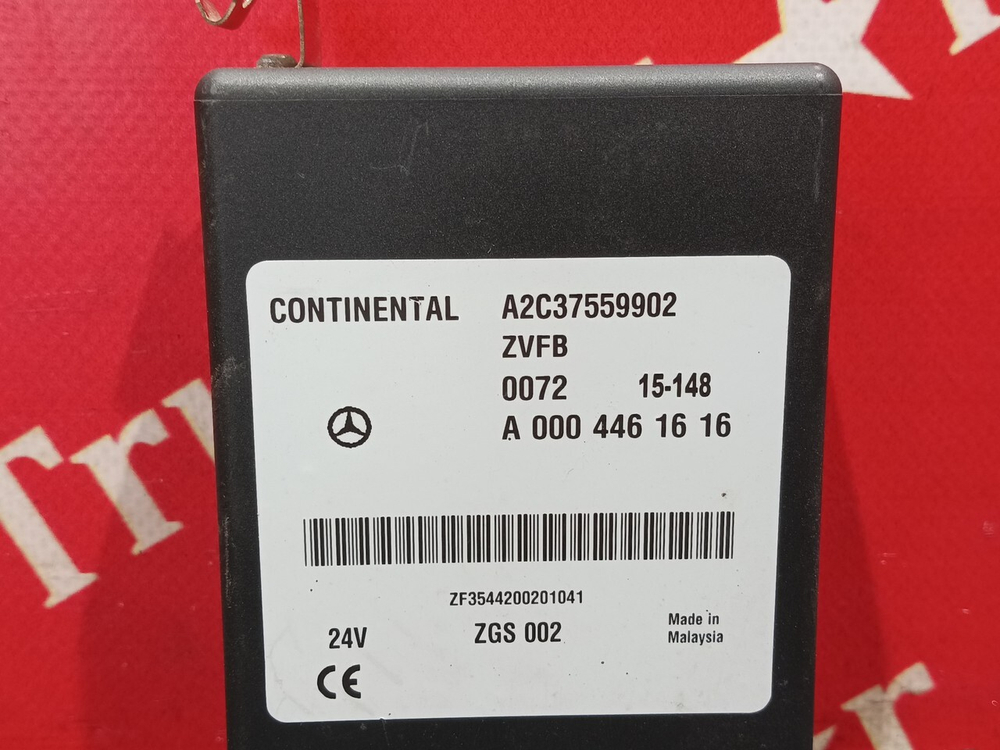 CONTINENTAL A2C37559902
ZVFB
0072 15-148
A 000 446 16 16
ZF3544200201041
24V ZGS 002 Made in
Malaysia
CE